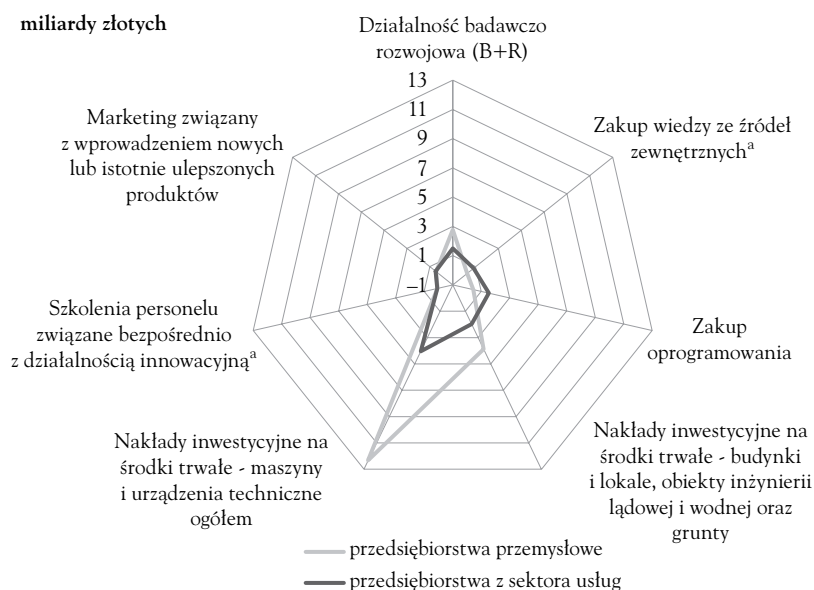 miliardy złotych
Działalność badawczo
rozwojowa (B+R)
13
11
9
7
5
3
1
–1
Zakup wiedzy ze źródeł
zewnętrznychª
Zakup
oprogramowania
Nakłady inwestycyjne na
środki trwałe - budynki
i lokale, obiekty inżynierii
lądowej i wodnej oraz
grunty
Nakłady inwestycyjne na
środki trwałe - maszyny
i urządzenia techniczne
ogółem
Szkolenia personelu
związane bezpośrednio
z działalnością innowacyjnąª
Marketing związany
z wprowadzeniem nowych
lub istotnie ulepszonych
produktów
przedsiębiorstwa przemysłowe
przedsiębiorstwa z sektora usług